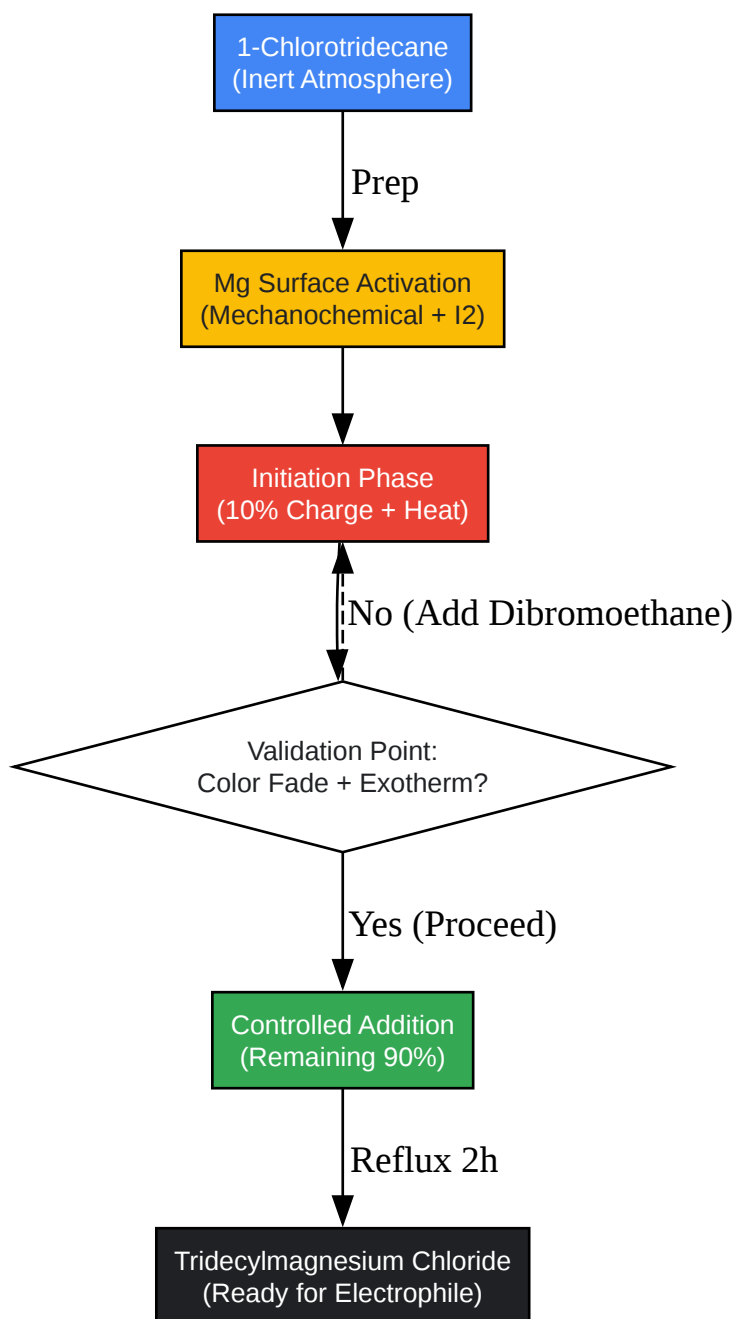 1-Chlorotridecane
(Inert Atmosphere)
Prep
Mg Surface Activation
(Mechanochemical + I2)
Initiation Phase
(10% Charge + Heat)
No (Add Dibromoethane)
Validation Point:
Color Fade + Exotherm?
Yes (Proceed)
Controlled Addition
(Remaining 90%)
Reflux 2h
Tridecylmagnesium Chloride
(Ready for Electrophile)